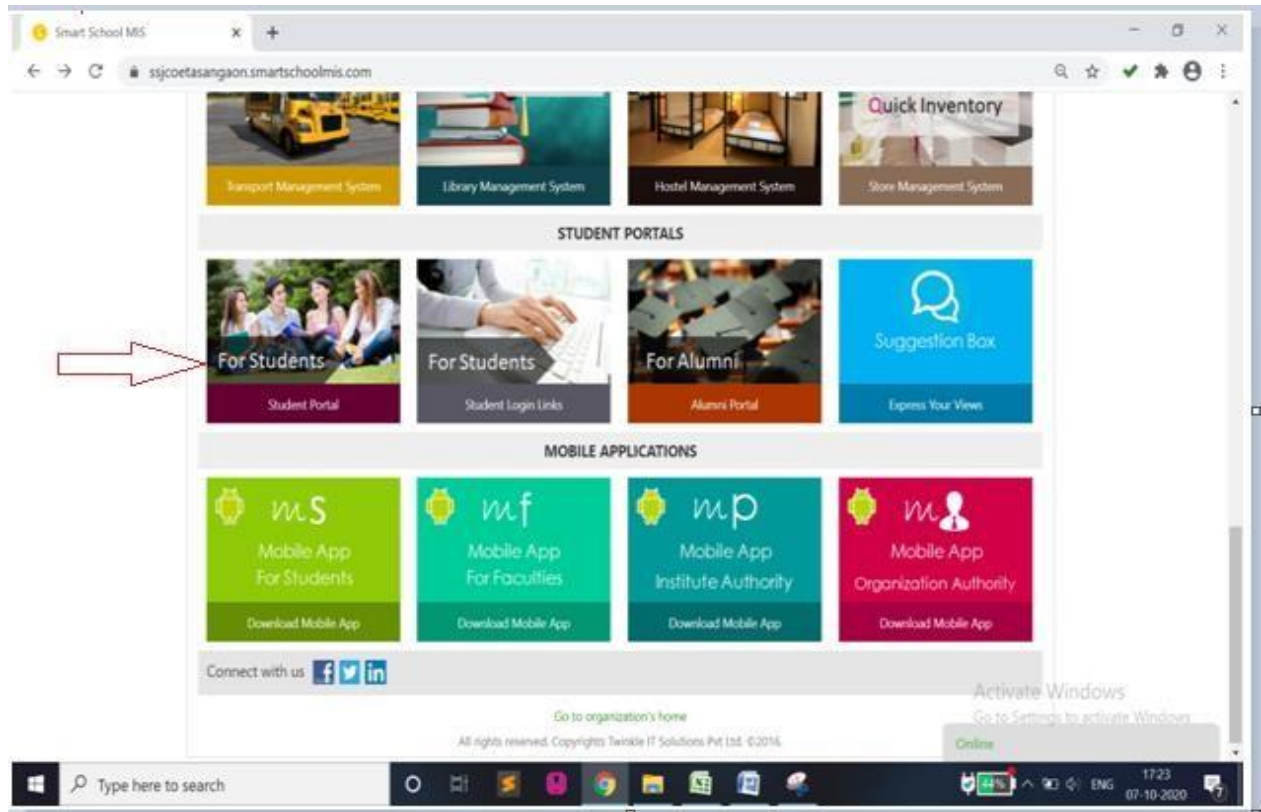 Smart School MIS
ssjcoetasangaon.smartschoolmis.com
Quick Inventory
Transport Management System
Library Management System
Hostel Management System
Store Management System
STUDENT PORTALS
For Students
For Students
For Alumni
Suggestion Box
Student Portal
Student Login Links
Alumni Portal
Express Your Views
MOBILE APPLICATIONS
ms
mf
mp
m
Mobile App
For Students
Mobile App
For Faculties
Mobile App
Institute Authority
Mobile App
Organization Authority
Download Mobile App
Download Mobile App
Download Mobile App
Download Mobile App
Connect with us f in
Activate Windows
Go to Settings to activate Windows
Go to organization's home
All rights reserved, Copyrights Twinkle IT Solutions Pvt Ltd. ©2016
Online
Type here to search
44%
ENG
17:23
07-10-2020
7